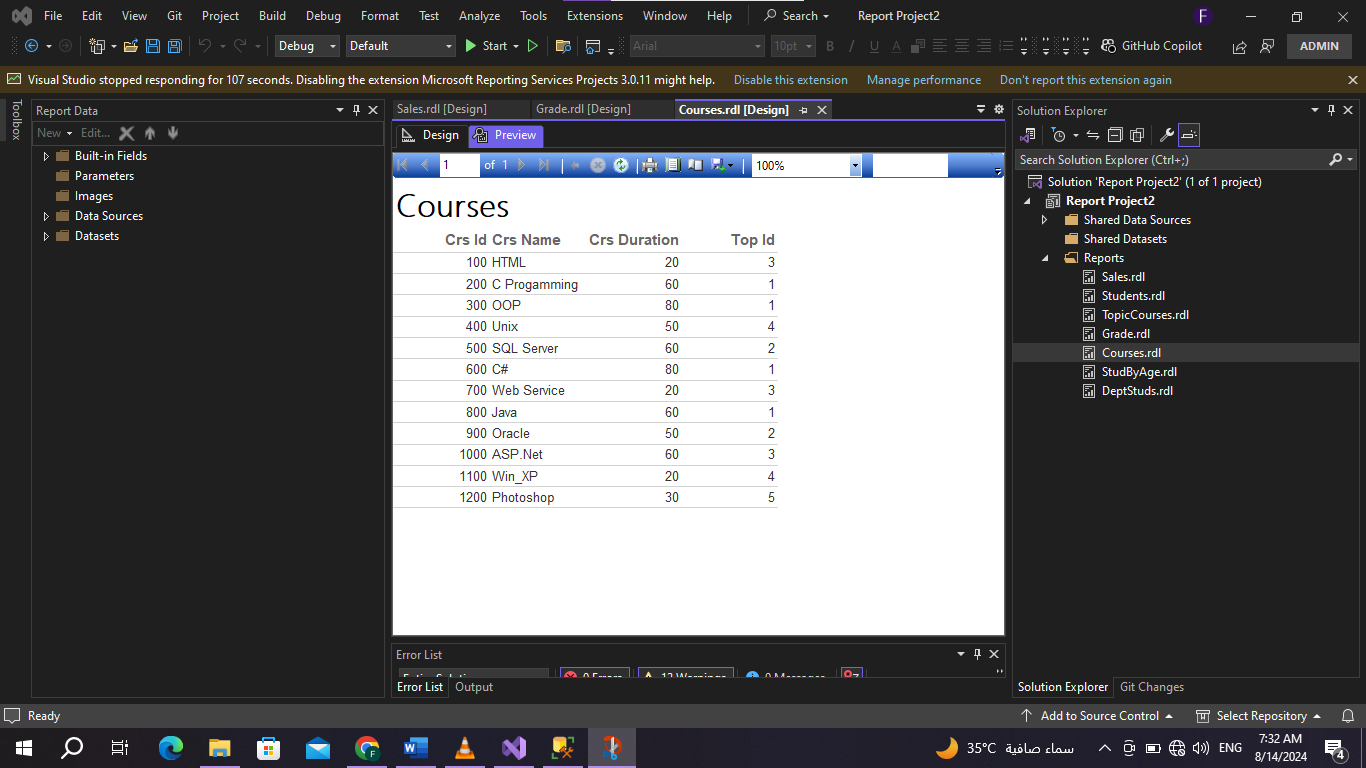 File Edit View Git Project Build Debug Format Test Analyze Tools Extensions Window Help Search Report Project2 F
Debug Default Start Arial 10pt B I U A GitHub Copilot ADMIN
Visual Studio stopped responding for 107 seconds. Disabling the extension Microsoft Reporting Services Projects 3.0.11 might help. Disable this extension Manage performance Don't report this extension again
Toolbox
Report Data
New Edit...
Built-in Fields
Parameters
Images
Data Sources
Datasets
Sales.rdl [Design] Grade.rdl [Design] Courses.rdl [Design]
Design Preview
1 of 1 100%
Courses
Crs Id Crs Name Crs Duration Top Id
100 HTML 20 3
200 C Progamming 60 1
300 OOP 80 1
400 Unix 50 4
500 SQL Server 60 2
600 C# 80 1
700 Web Service 20 3
800 Java 60 1
900 Oracle 50 2
1000 ASP.Net 60 3
1100 Win_XP 20 4
1200 Photoshop 30 5
Error List
Entire Solution 0 Errors 12 Warnings 0 Messages
Error List Output
Solution Explorer
Search Solution Explorer (Ctrl+;)
Solution 'Report Project2' (1 of 1 project)
Report Project2
Shared Data Sources
Shared Datasets
Reports
Sales.rdl
Students.rdl
TopicCourses.rdl
Grade.rdl
Courses.rdl
StudByAge.rdl
DeptStuds.rdl
Solution Explorer Git Changes
Ready Add to Source Control Select Repository
35°C سماء صافية ENG 7:32 AM
8/14/2024 4